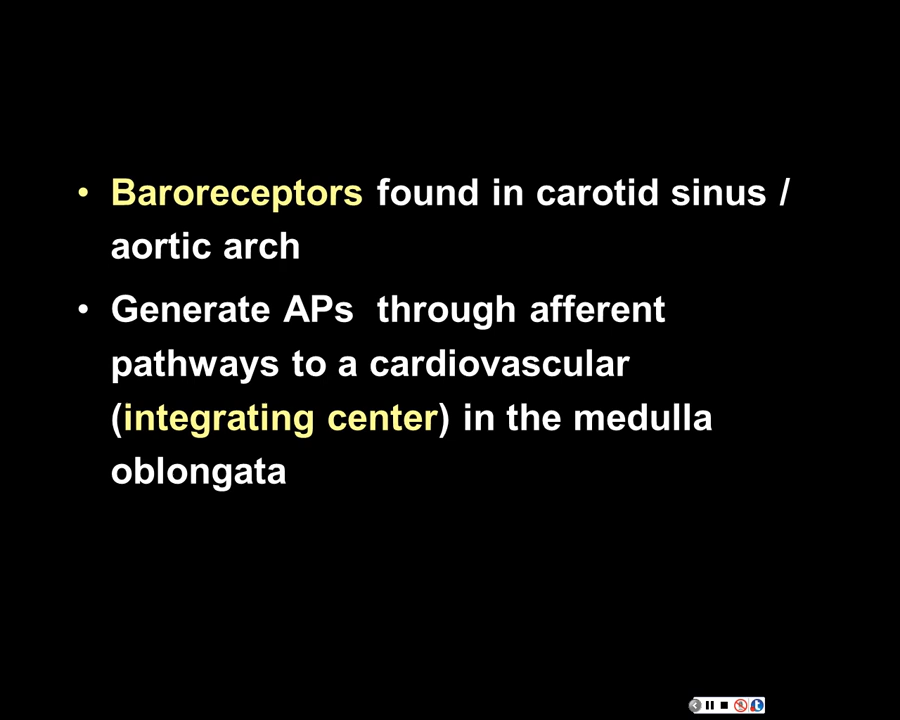 • Baroreceptors found in carotid sinus /
aortic arch
• Generate APs  through afferent
pathways to a cardiovascular
(integrating center) in the medulla
oblongata